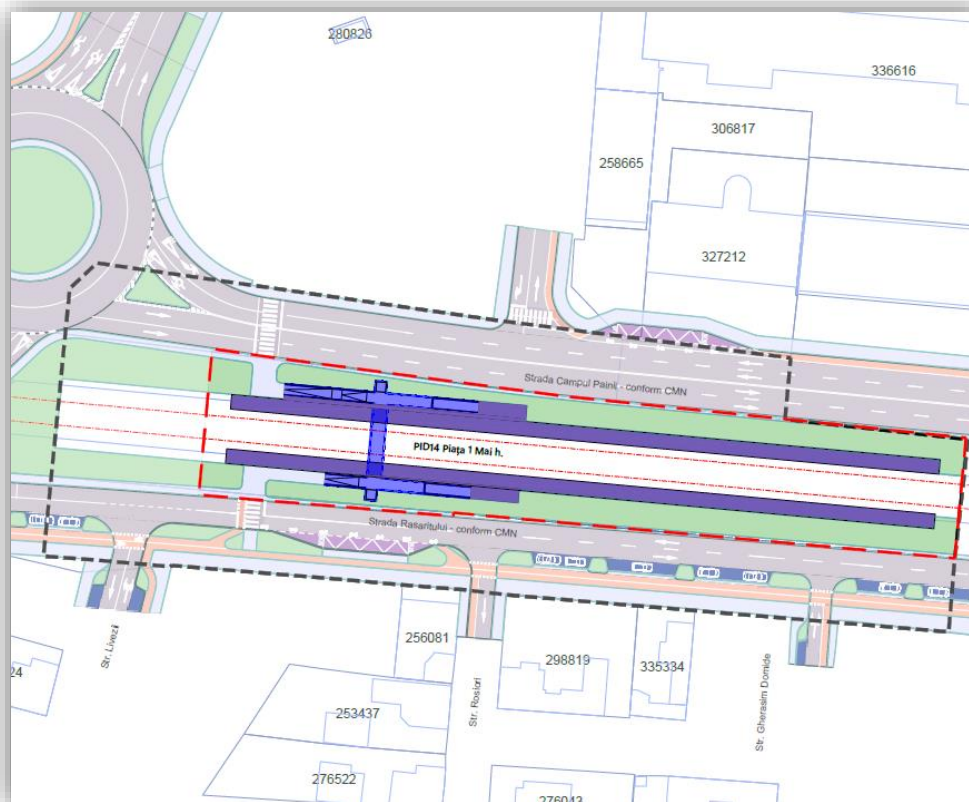 280826
336616
306817
258665
327212
Strada Campul Painii - conform CMN
PID14 Piața 1 Mai h.
Strada Rasaritului - conform CMN
Str. Livezii
256081
298819
335334
24
253437
Str. Rosiori
Str. Gherasim Domide
276522
276043